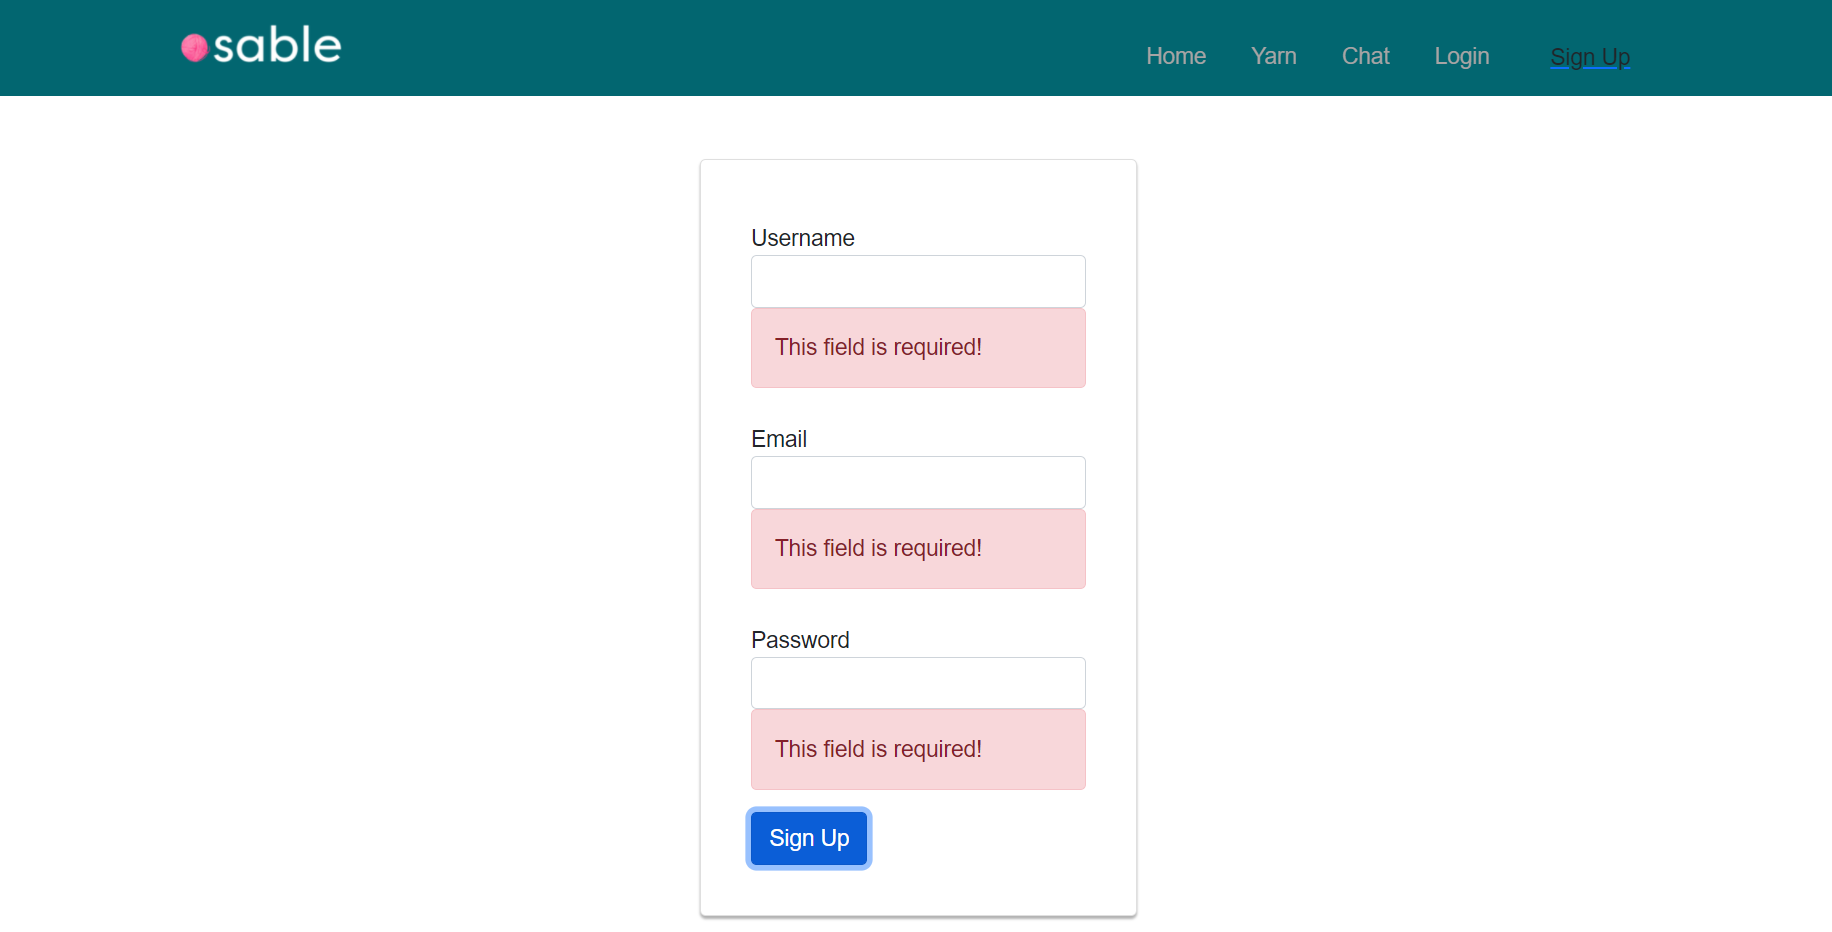 sable
Home Yarn Chat Login Sign Up
Username
This field is required!
Email
This field is required!
Password
This field is required!
Sign Up